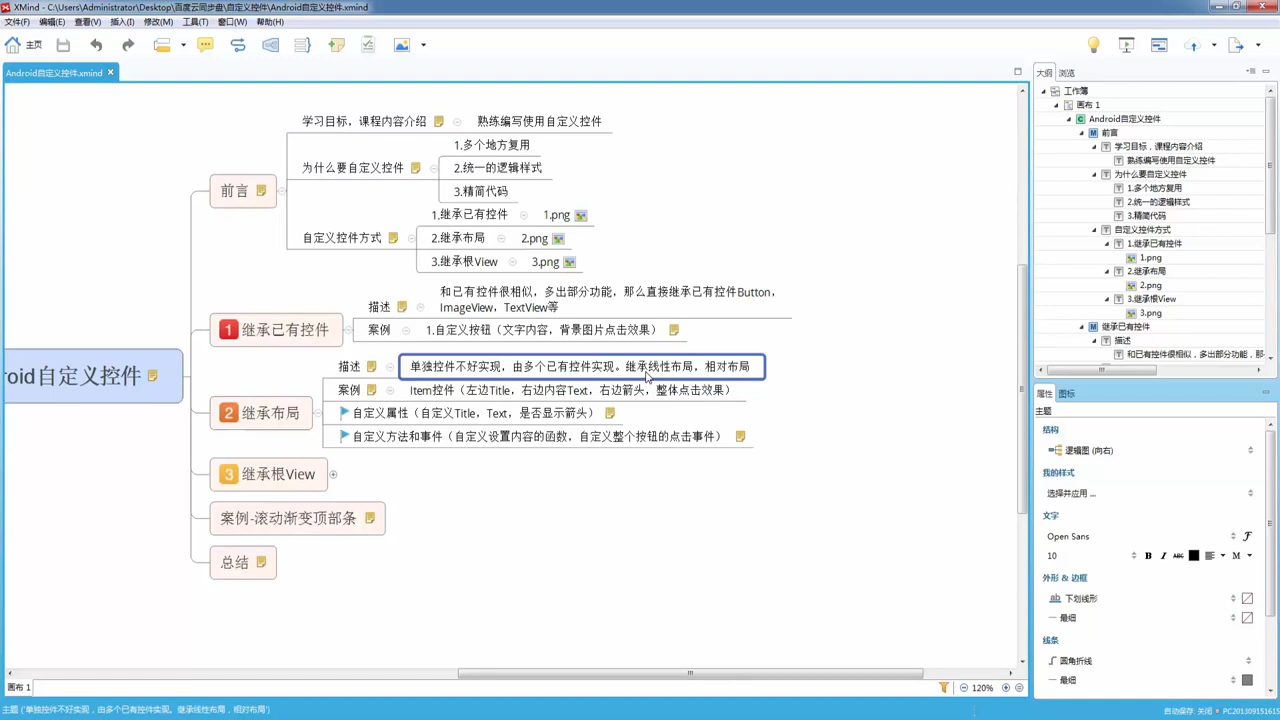 XMind - C:\Users\Administrator\Desktop\百度云同步盘\自定义控件\Android自定义控件.xmind
文件(F) 编辑(E) 查看(V) 插入(I) 修改(M) 工具(T) 窗口(W) 帮助(H)
主页
Android自定义控件.xmind
学习目标，课程内容介绍 熟练编写使用自定义控件
为什么要自定义控件
1.多个地方复用
2.统一的逻辑样式
3.精简代码
前言
自定义控件方式
1.继承已有控件 1.png
2.继承布局 2.png
3.继承根View 3.png
1 继承已有控件
描述
和已有控件很相似，多出部分功能，那么直接继承已有控件Button，
ImageView，TextView等
案例 1.自定义按钮（文字内容，背景图片点击效果）
oid自定义控件
2 继承布局
描述 单独控件不好实现，由多个已有控件实现。继承线性布局，相对布局
案例 Item控件（左边Title，右边内容Text，右边箭头，整体点击效果）
自定义属性（自定义Title，Text，是否显示箭头）
自定义方法和事件（自定义设置内容的函数，自定义整个按钮的点击事件）
3 继承根View
案例-滚动渐变顶部条
总结
画布 1
120%
大纲 浏览
工作簿
画布 1
Android自定义控件
前言
学习目标，课程内容介绍
熟练编写使用自定义控件
为什么要自定义控件
1.多个地方复用
2.统一的逻辑样式
3.精简代码
自定义控件方式
1.继承已有控件
1.png
2.继承布局
2.png
3.继承根View
3.png
继承已有控件
描述
和已有控件很相似，多出部分功能，那
属性 图标
主题
结构
逻辑图 (向右)
我的样式
选择并应用 ...
文字
Open Sans
10 B I ABC M
外形 & 边框
下划线形
最细
线条
圆角折线
最细
主题 ('单独控件不好实现，由多个已有控件实现。继承线性布局，相对布局')
自动保存: 关闭 PC201309151615